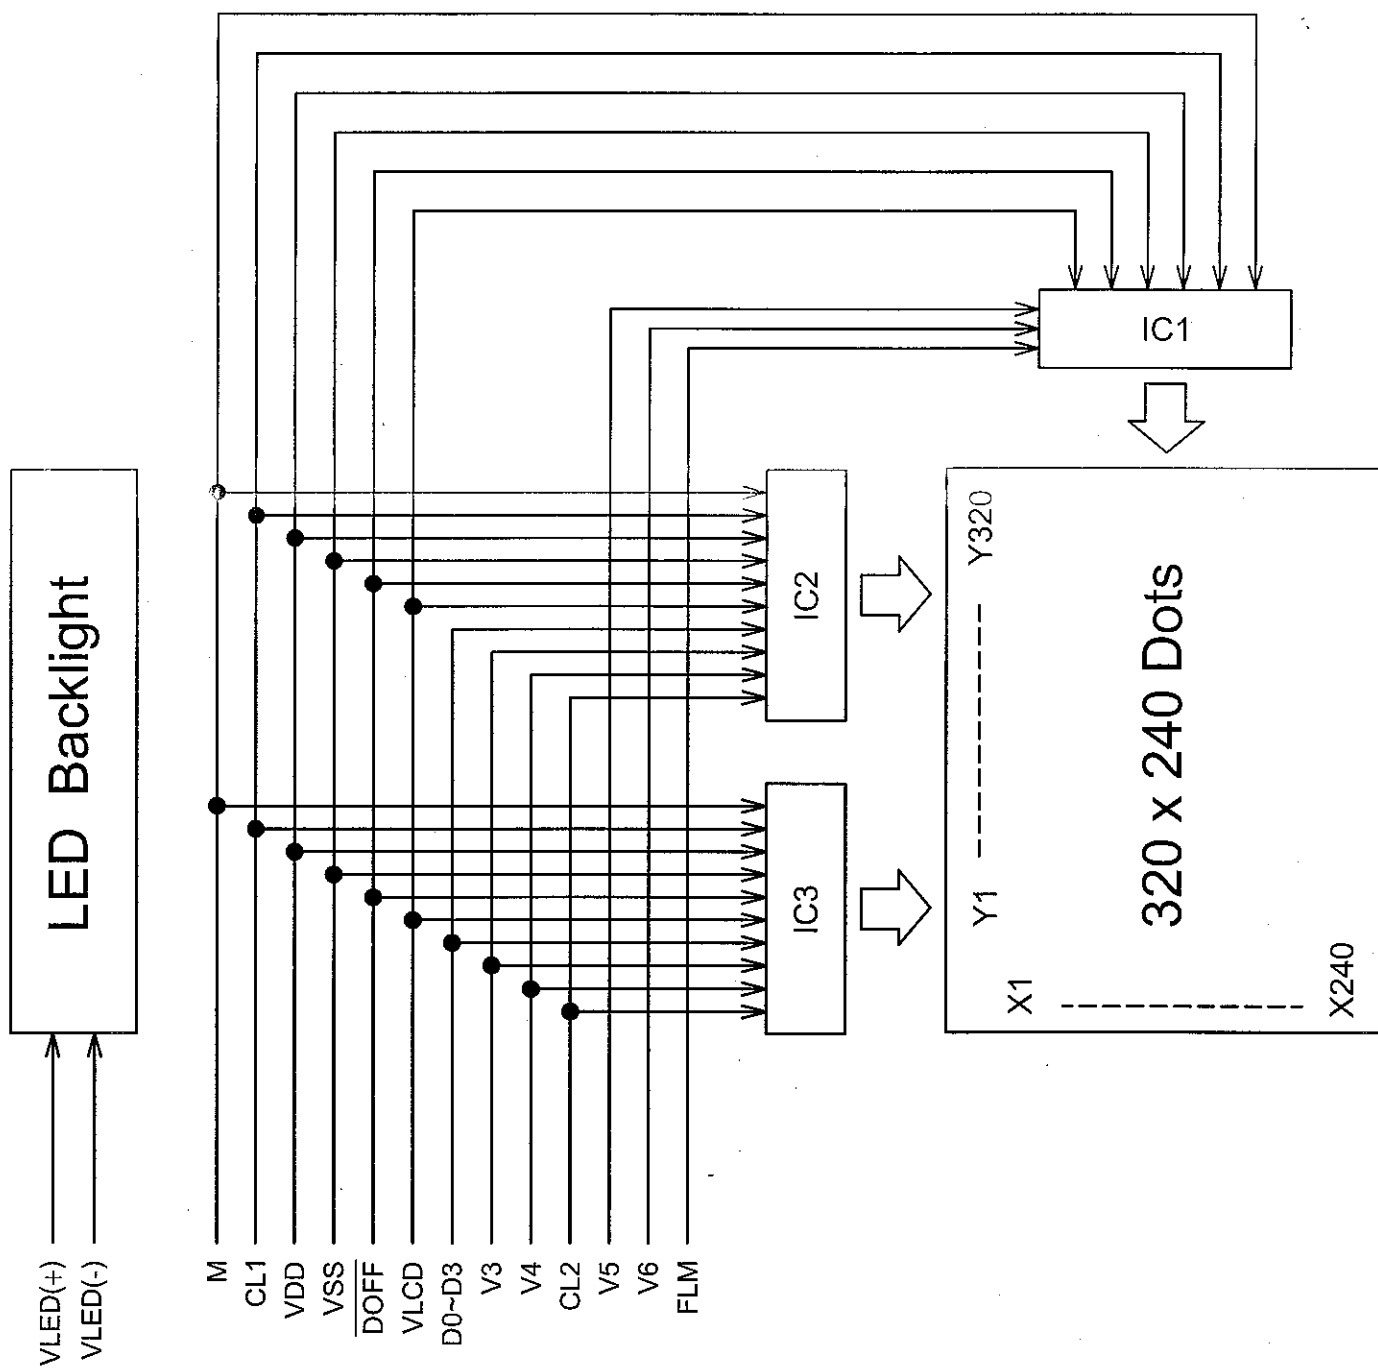 LED Backlight
VLED(+)
VLED(-)
M
CL1
VDD
VSS
DOFF
VLCD
D0~D3
V3
V4
CL2
V5
V6
FLM
IC1
IC2
IC3
Y1
Y320
X1
X240
320 x 240 Dots